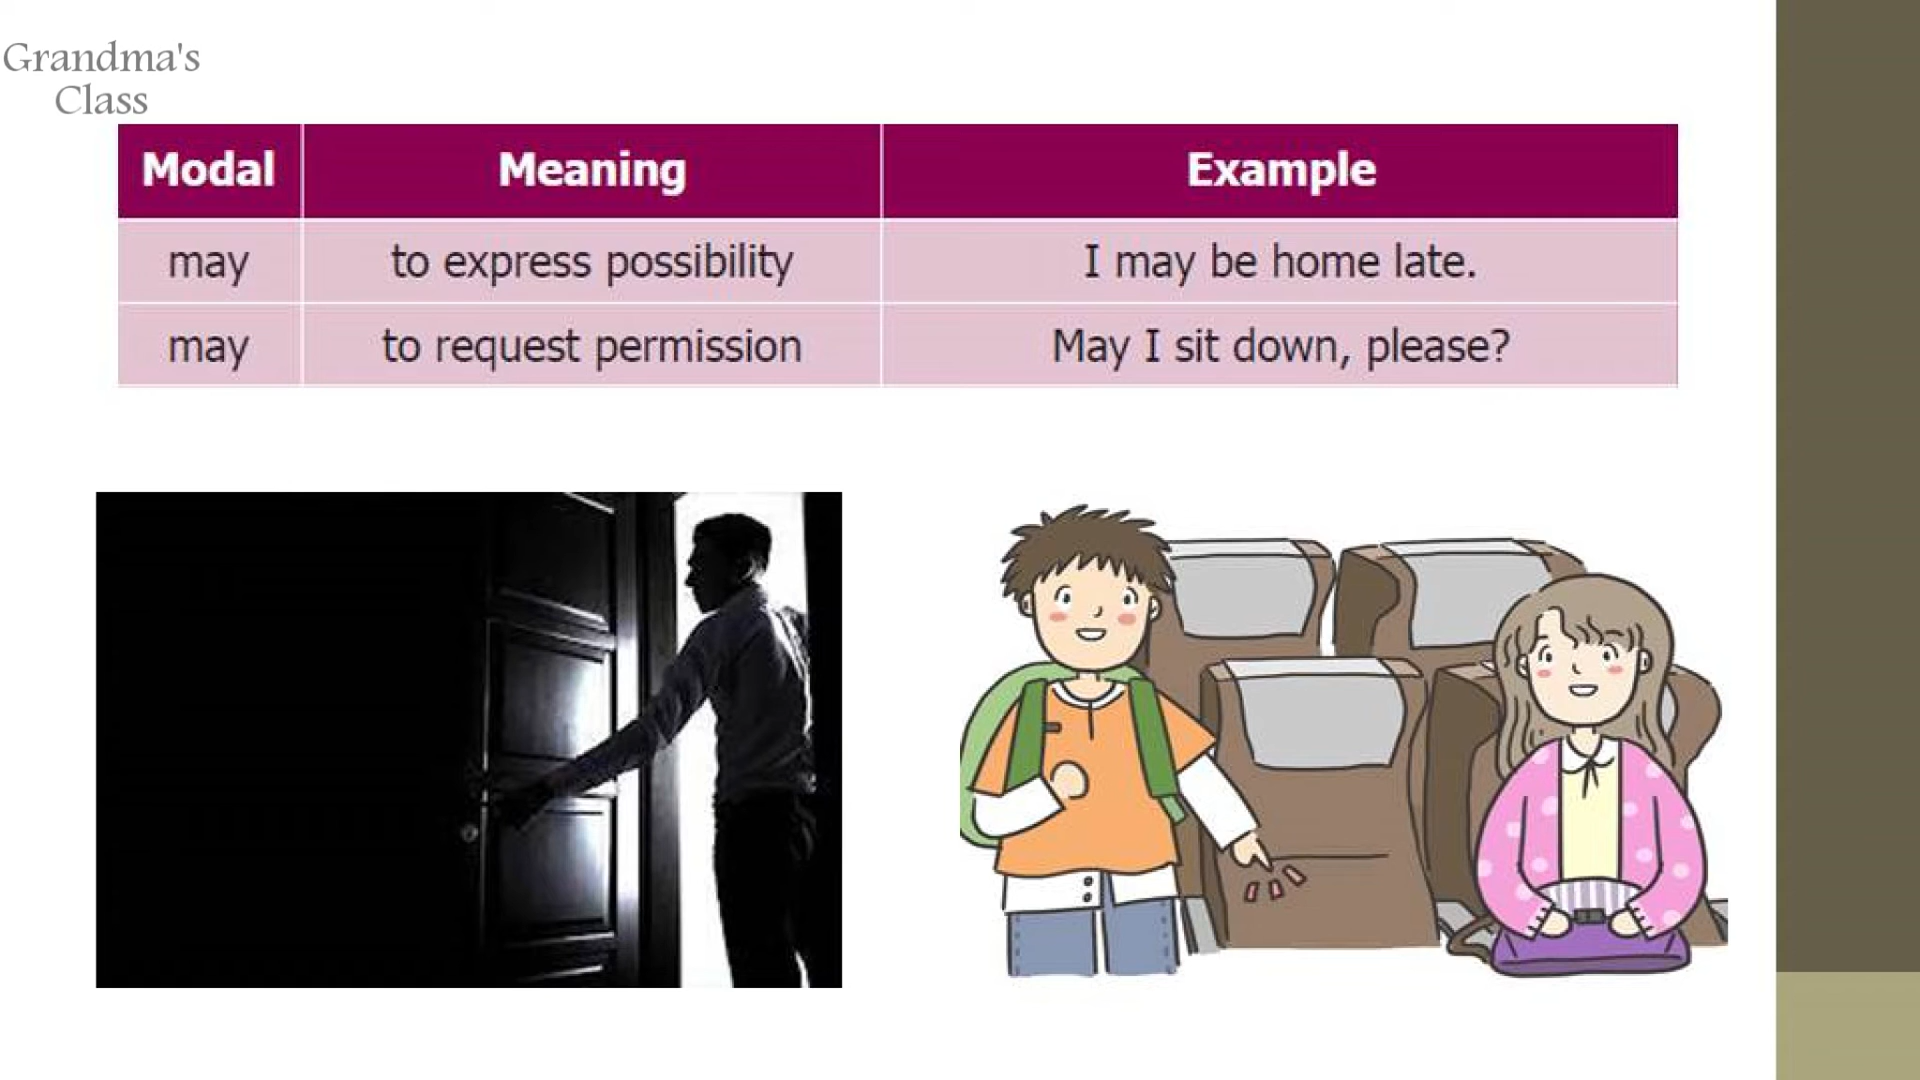 Grandma's
Class
Modal Meaning Example
may to express possibility I may be home late.
may to request permission May I sit down, please?